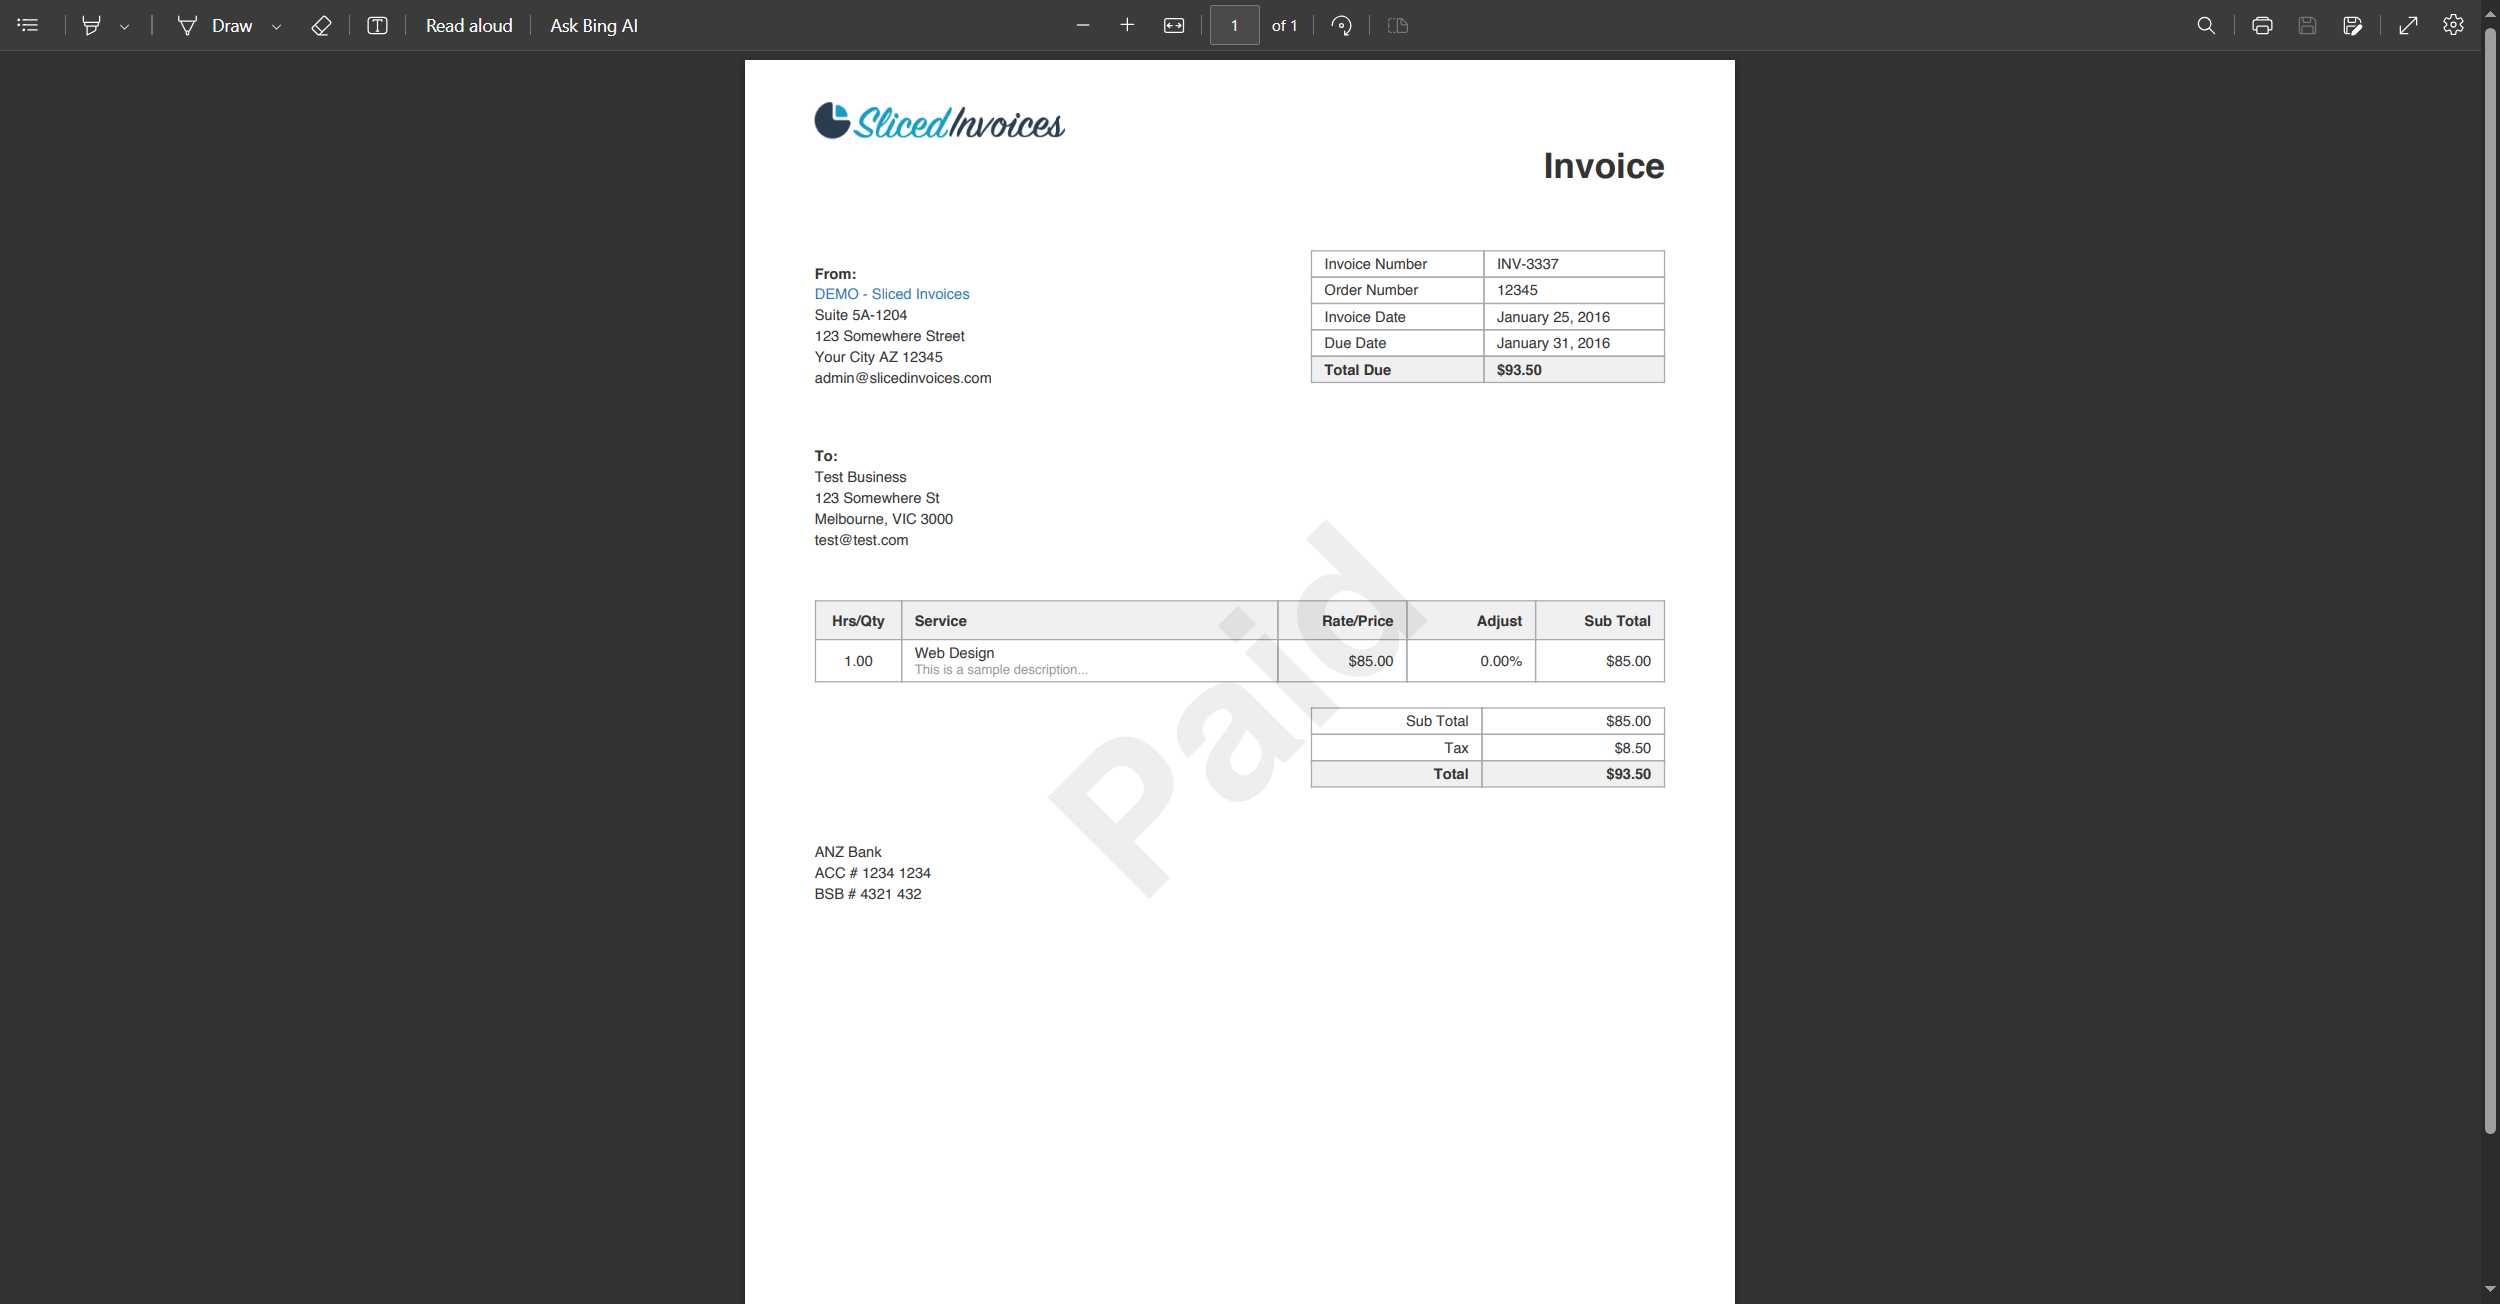 Draw
Read aloud
Ask Bing AI
1 of 1
Sliced Invoices
Invoice
From:
DEMO - Sliced Invoices
Suite 5A-1204
123 Somewhere Street
Your City AZ 12345
admin@slicedinvoices.com
Invoice Number INV-3337
Order Number 12345
Invoice Date January 25, 2016
Due Date January 31, 2016
Total Due $93.50
To:
Test Business
123 Somewhere St
Melbourne, VIC 3000
test@test.com
Paid
Hrs/Qty Service Rate/Price Adjust Sub Total
1.00 Web Design $85.00 0.00% $85.00
This is a sample description...
Sub Total $85.00
Tax $8.50
Total $93.50
ANZ Bank
ACC # 1234 1234
BSB # 4321 432